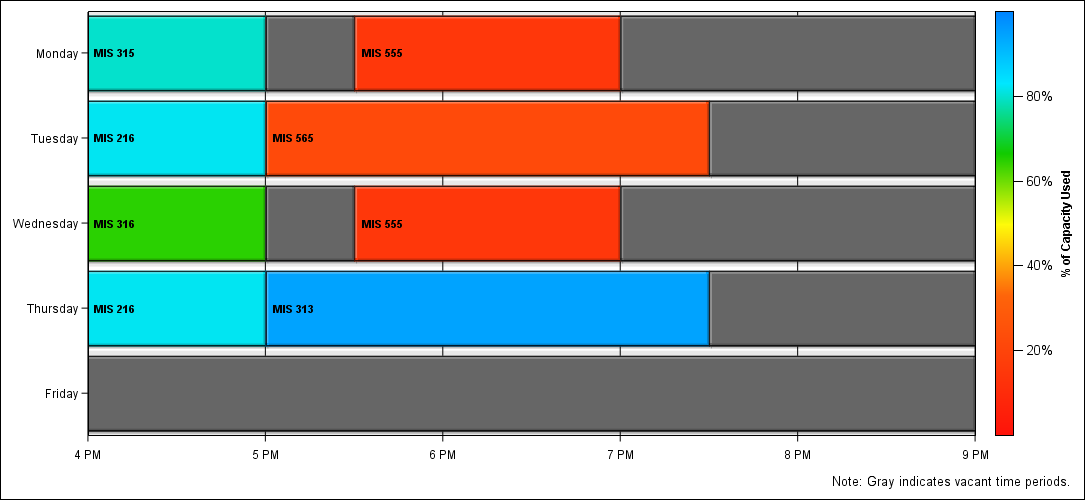 Monday
MIS 315
MIS 555
Tuesday
MIS 216
MIS 565
Wednesday
MIS 316
MIS 555
Thursday
MIS 216
MIS 313
Friday
4 PM
5 PM
6 PM
7 PM
8 PM
9 PM
80%
60%
40%
20%
% of Capacity Used
Note: Gray indicates vacant time periods.